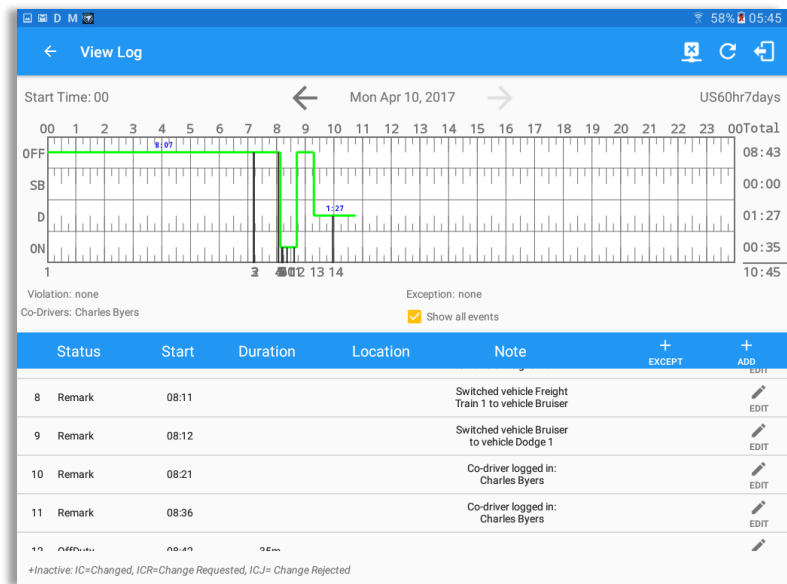 D M 58% 05:45
View Log
Start Time: 00 Mon Apr 10, 2017 US60hr7days
00 1 2 3 4 5 6 7 8 9 10 11 12 13 14 15 16 17 18 19 20 21 22 23 00 Total
OFF 8:07 08:43
SB 00:00
D 1:27 01:27
ON 00:35
1 13 14 10:45
Violation: none Exception: none
Co-Drivers: Charles Byers Show all events
Status Start Duration Location Note + EXCEPT + ADD
EDIT
8 Remark 08:11 Switched vehicle Freight
Train 1 to vehicle Bruiser
EDIT
9 Remark 08:12 Switched vehicle Bruiser
to vehicle Dodge 1
EDIT
10 Remark 08:21 Co-driver logged in:
Charles Byers
EDIT
11 Remark 08:36 Co-driver logged in:
Charles Byers
EDIT
12 OffDuty 08:42 35m
+Inactive: IC=Changed, ICR=Change Requested, ICJ= Change Rejected